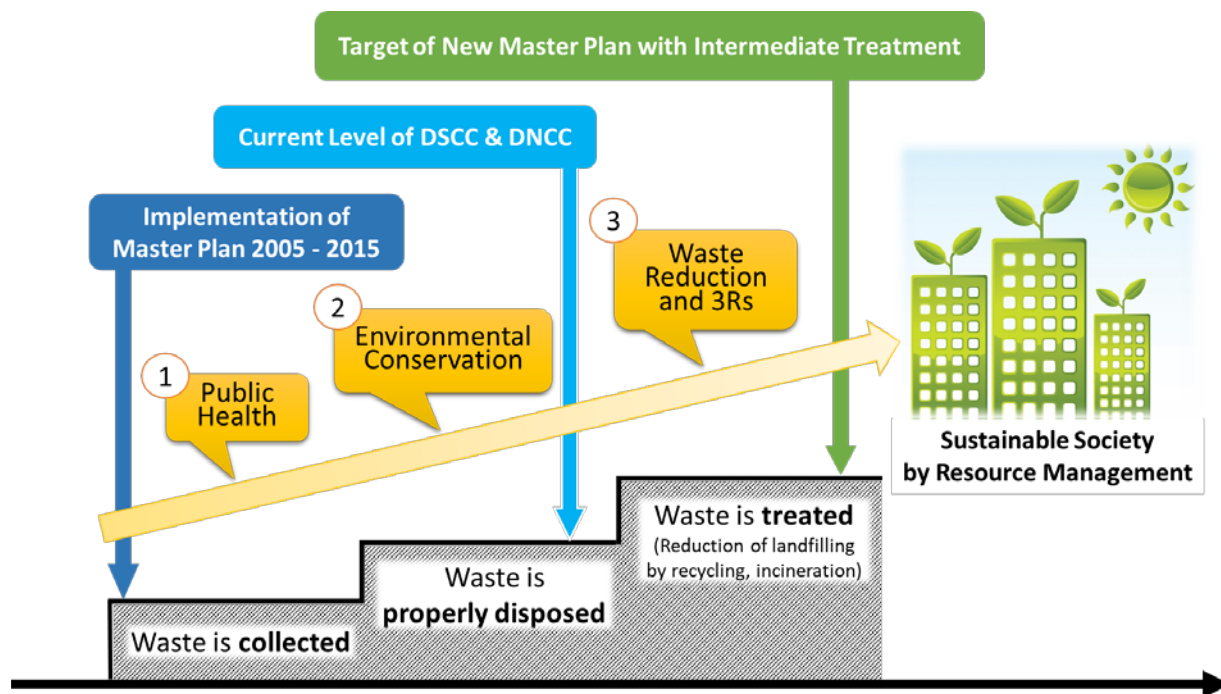 Target of New Master Plan with Intermediate Treatment
Current Level of DSCC & DNCC
Implementation of
Master Plan 2005 - 2015
1
Public
Health
2
Environmental
Conservation
3
Waste
Reduction
and 3Rs
Sustainable Society
by Resource Management
Waste is collected
Waste is
properly disposed
Waste is treated
(Reduction of landfilling
by recycling, incineration)